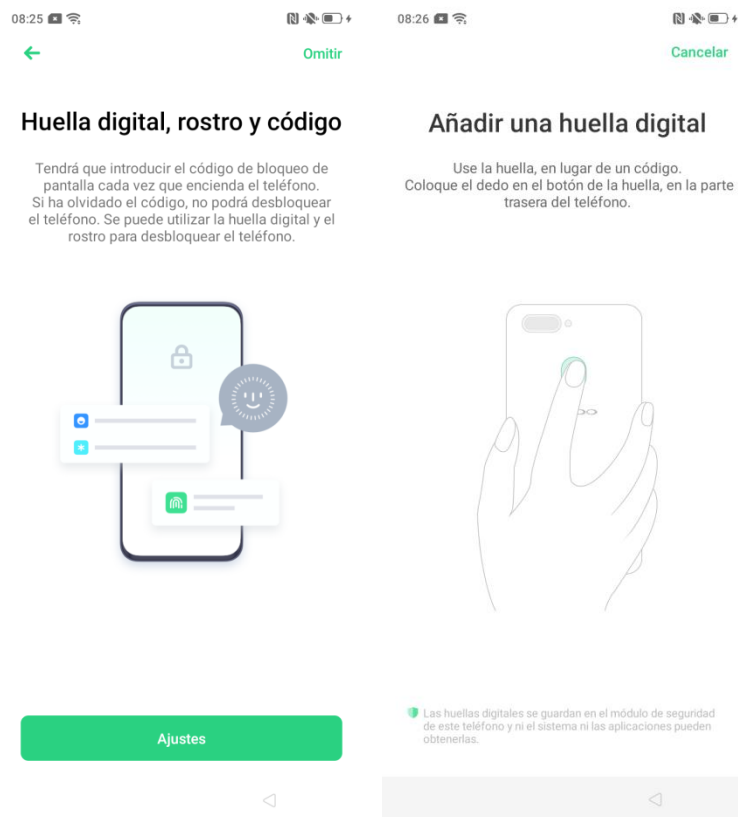 08:25
Omitir
Huella digital, rostro y código
Tendrá que introducir el código de bloqueo de
pantalla cada vez que encienda el teléfono.
Si ha olvidado el código, no podrá desbloquear
el teléfono. Se puede utilizar la huella digital y el
rostro para desbloquear el teléfono.
Ajustes
08:26
Cancelar
Añadir una huella digital
Use la huella, en lugar de un código.
Coloque el dedo en el botón de la huella, en la parte
trasera del teléfono.
Las huellas digitales se guardan en el módulo de seguridad
de este teléfono y ni el sistema ni las aplicaciones pueden
obtenerlas.